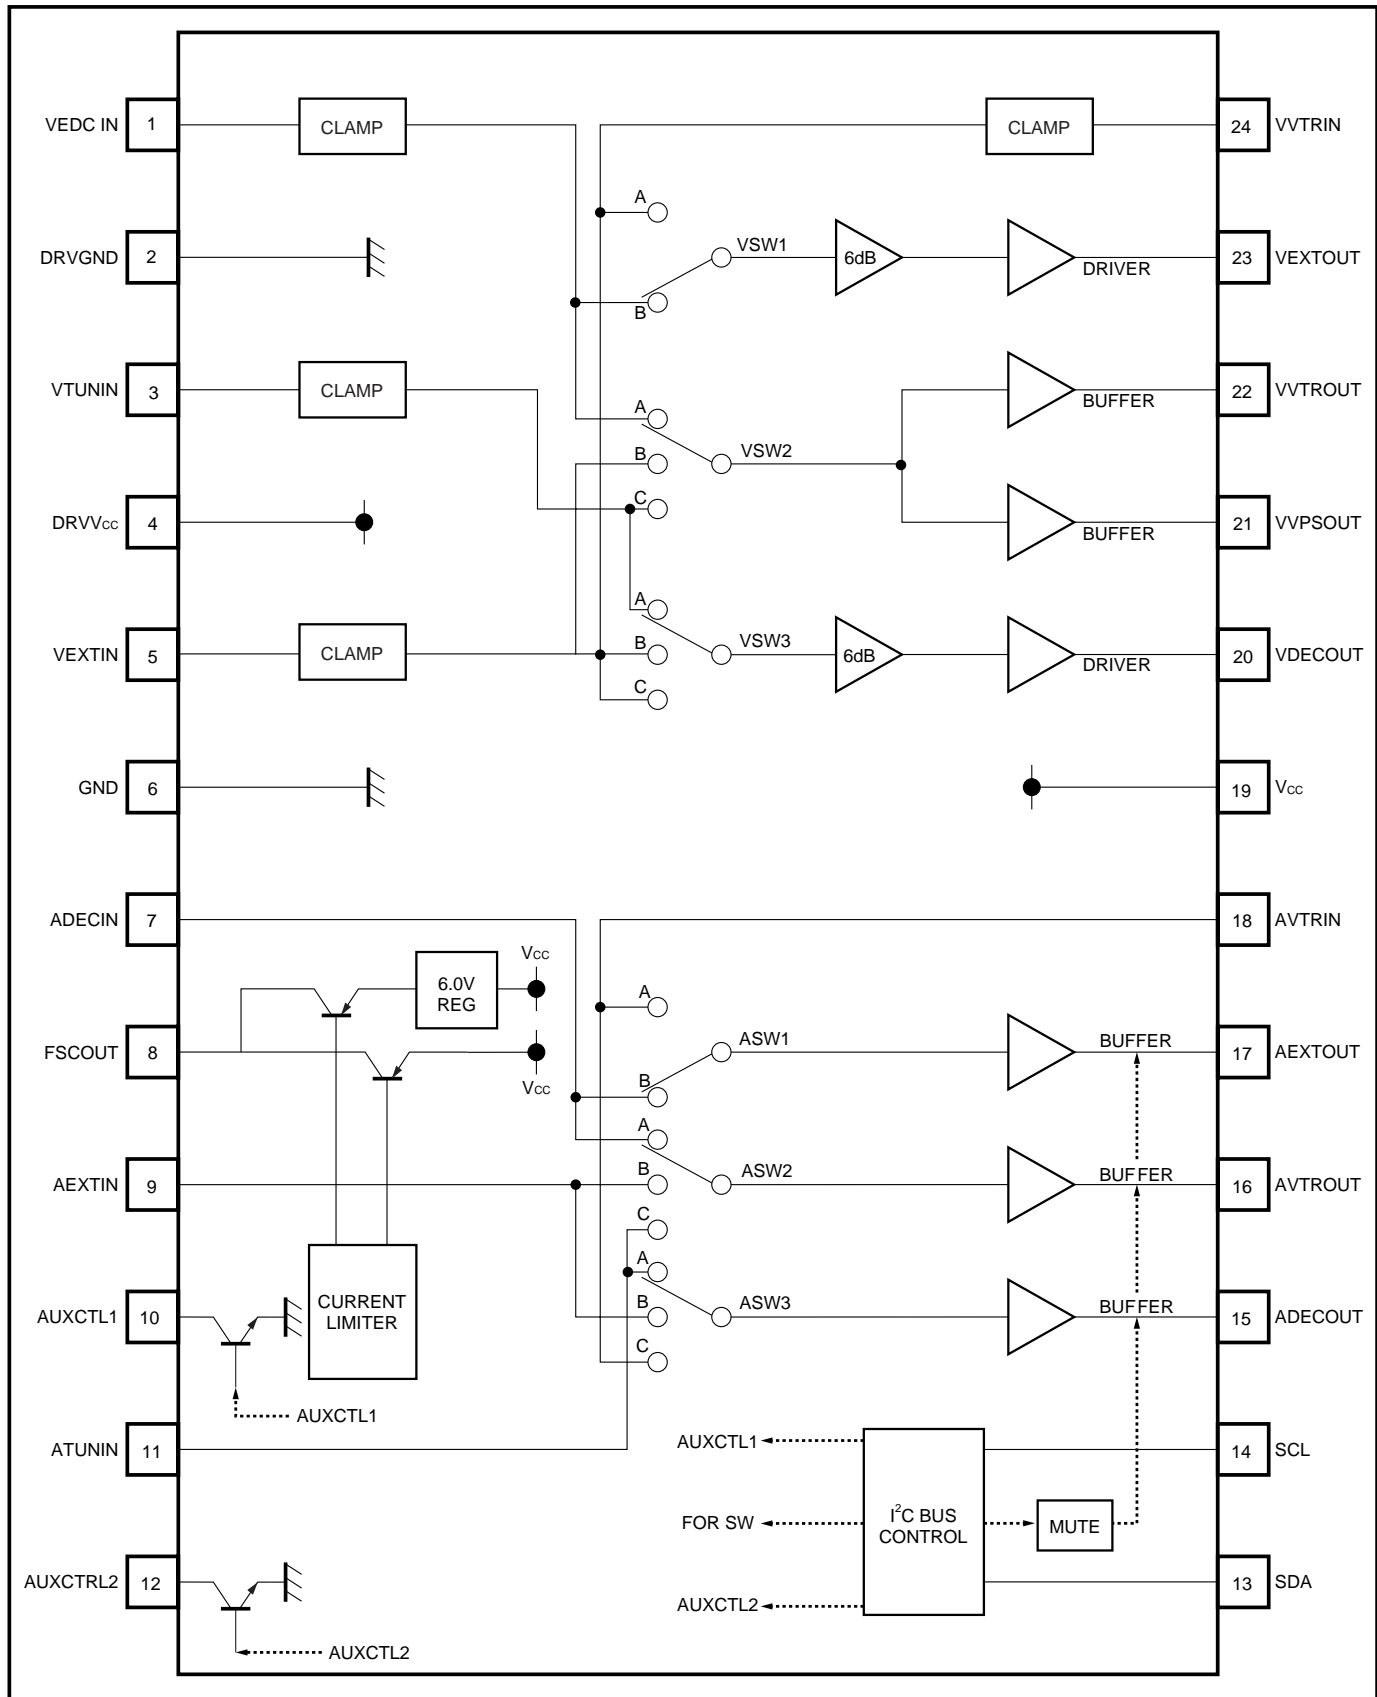 VEDC IN 1 CLAMP CLAMP 24 VVTRIN
A
DRVGND 2 VSW1 6dB DRIVER 23 VEXTOUT
B
VTUNIN 3 CLAMP BUFFER 22 VVTROUT
A
B VSW2
C
DRVVCC 4 BUFFER 21 VVPSOUT
A
VEXTIN 5 CLAMP B VSW3 6dB DRIVER 20 VDECOUT
C
GND 6 19 VCC
ADECIN 7 18 AVTRIN
VCC
6.0V
REG
A
FSCOUT 8 ASW1 BUFFER 17 AEXTOUT
VCC
B
A
AEXTIN 9 B ASW2 BUFFER 16 AVTROUT
C
A
AUXCTL1 10 CURRENT
LIMITER
B ASW3 BUFFER 15 ADECOUT
C
AUXCTL1
ATUNIN 11 AUXCTL1 14 SCL
FOR SW I2C BUS
CONTROL
MUTE
AUXCTRL2 12 AUXCTL2 13 SDA
AUXCTL2